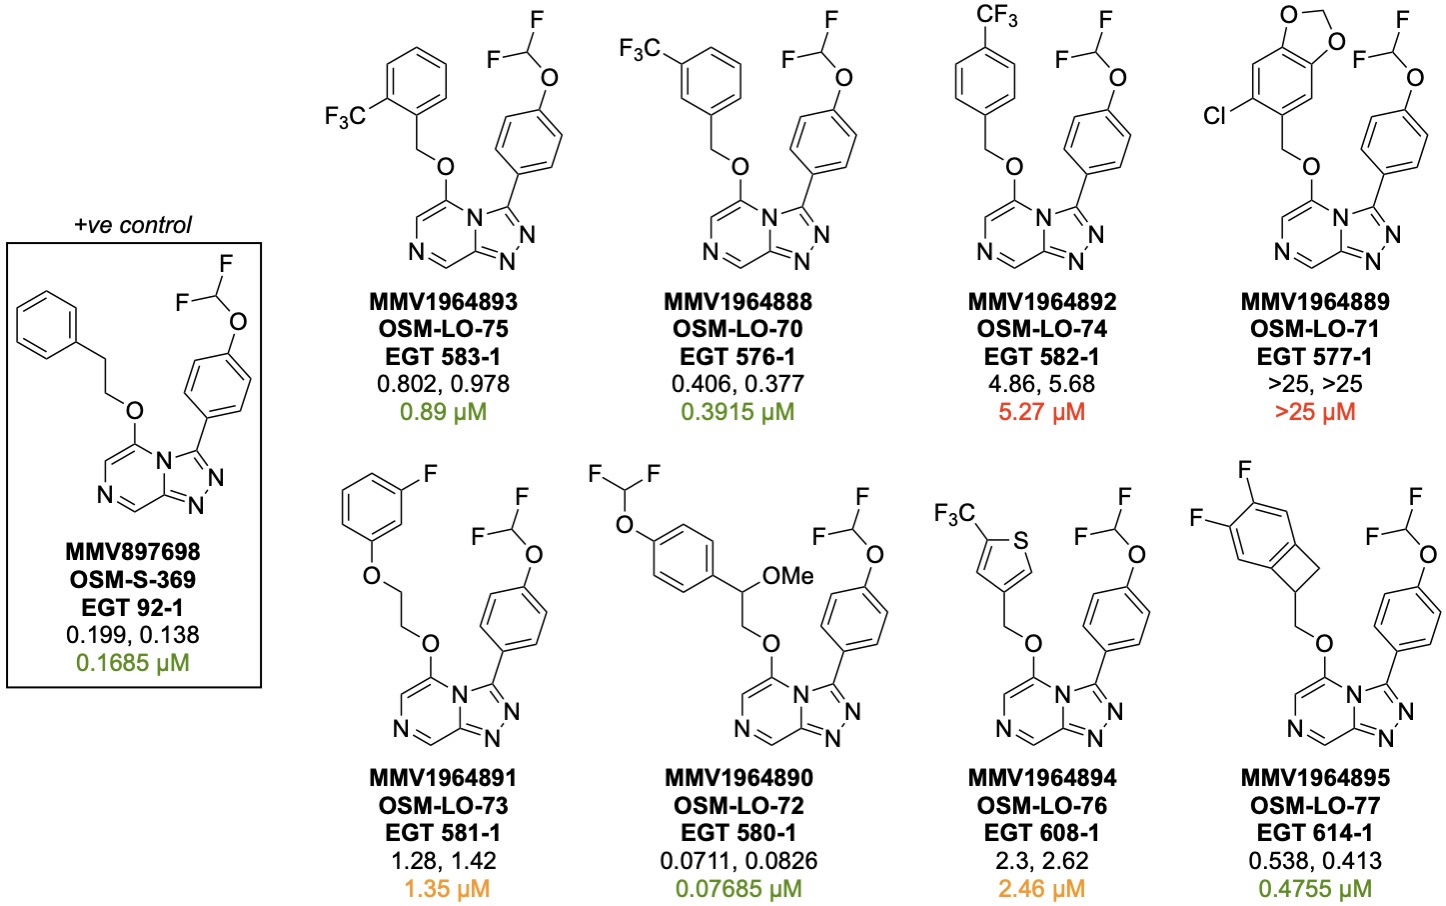 +ve control
MMV897698
OSM-S-369
EGT 92-1
0.199, 0.138
0.1685 µM
F
F
O
O
N
N
N
N
CF₃
F₃C
F
F
O
O
N
N
N
N
MMV1964893
OSM-LO-75
EGT 583-1
0.802, 0.978
0.89 µM
F₃C
F
F
O
O
N
N
N
N
MMV1964888
OSM-LO-70
EGT 576-1
0.406, 0.377
0.3915 µM
F
F
O
O
N
N
N
N
MMV1964892
OSM-LO-74
EGT 582-1
4.86, 5.68
5.27 µM
O
O
Cl
F
F
O
O
N
N
N
N
MMV1964889
OSM-LO-71
EGT 577-1
>25, >25
>25 µM
F
O
F
F
O
O
N
N
N
N
MMV1964891
OSM-LO-73
EGT 581-1
1.28, 1.42
1.35 µM
F
F
O
OMe
F
F
O
O
N
N
N
N
MMV1964890
OSM-LO-72
EGT 580-1
0.0711, 0.0826
0.07685 µM
F₃C
S
F
F
O
O
N
N
N
N
MMV1964894
OSM-LO-76
EGT 608-1
2.3, 2.62
2.46 µM
F
F
F
F
O
O
N
N
N
N
MMV1964895
OSM-LO-77
EGT 614-1
0.538, 0.413
0.4755 µM